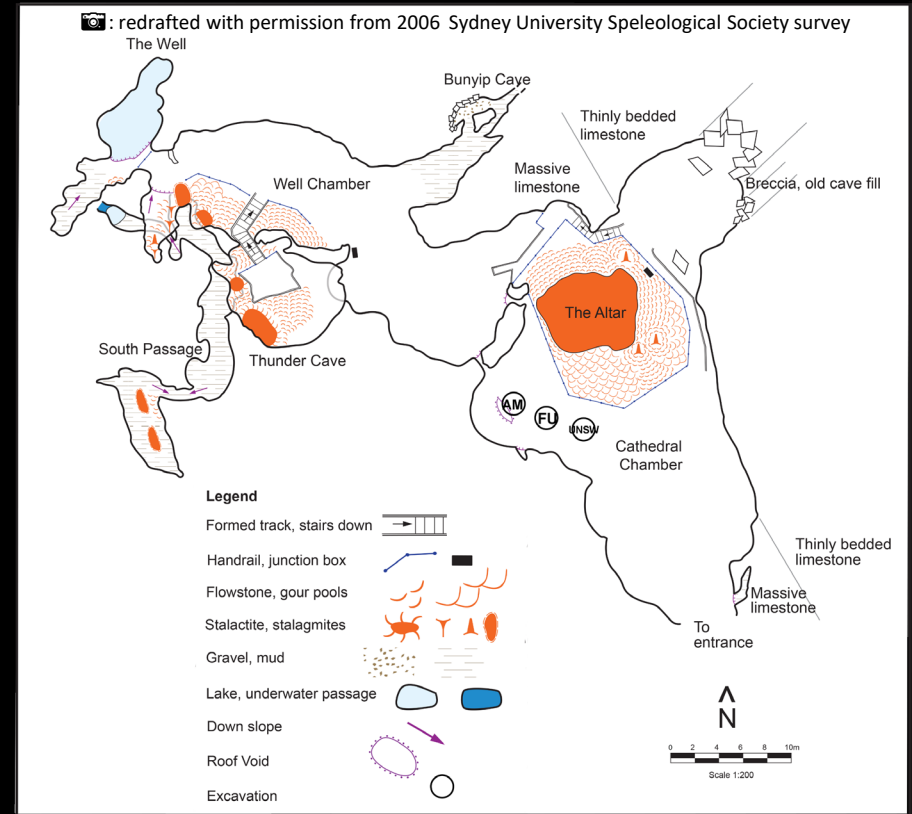 : redrafted with permission from 2006 Sydney University Speleological Society survey
The Well
Bunyip Cave
Thinly bedded
limestone
Massive
limestone
Well Chamber
Breccia, old cave fill
The Altar
South Passage
Thunder Cave
AM
FU
UNSW
Cathedral
Chamber
Legend
Formed track, stairs down
Handrail, junction box
Flowstone, gour pools
Stalactite, stalagmites
Gravel, mud
Lake, underwater passage
Down slope
Roof Void
Excavation
Thinly bedded
limestone
Massive
limestone
To
entrance
N
0 2 4 6 8 10m
Scale 1:200